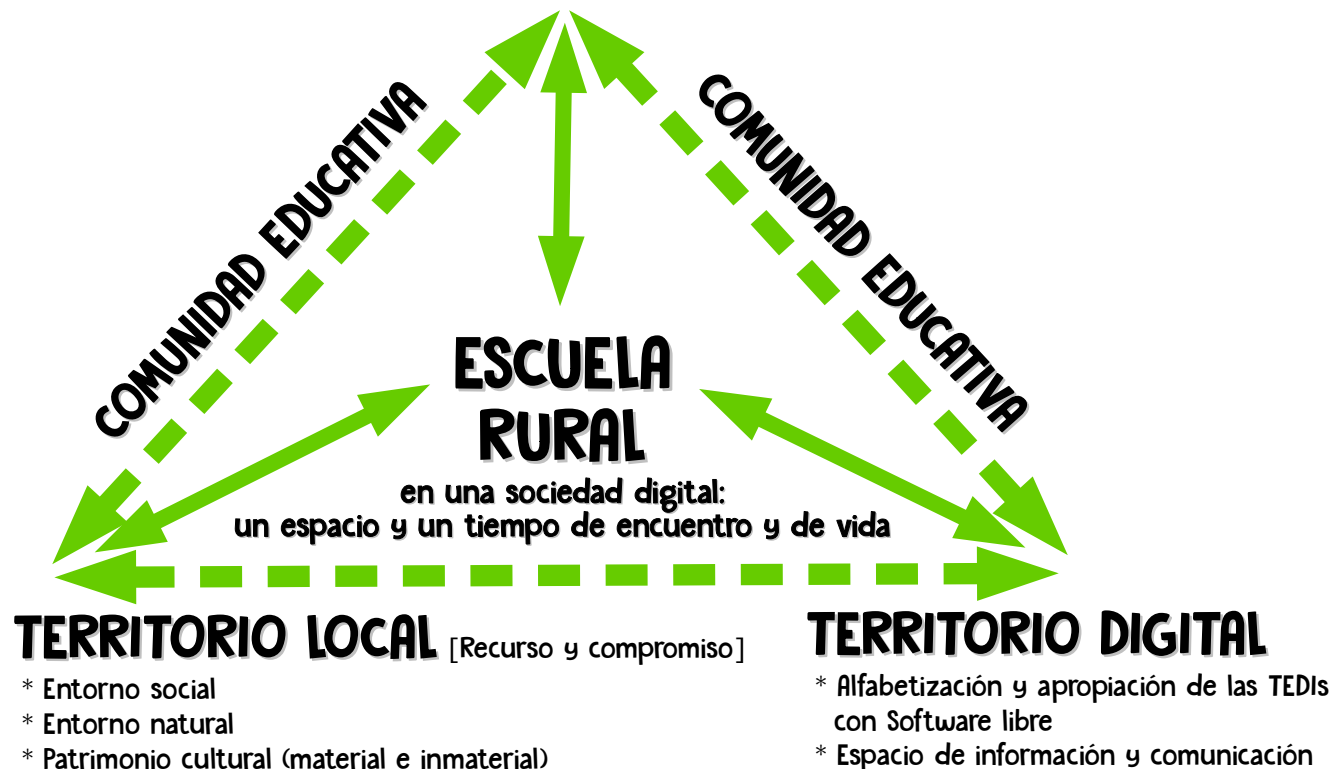 COMUNIDAD EDUCATIVA
COMUNIDAD EDUCATIVA
ESCUELA
RURAL
en una sociedad digital:
un espacio y un tiempo de encuentro y de vida
TERRITORIO LOCAL [Recurso y compromiso]
* Entorno social
* Entorno natural
* Patrimonio cultural (material e inmaterial)
TERRITORIO DIGITAL
* Alfabetización y apropiación de las TEDIs
con Software libre
* Espacio de información y comunicación